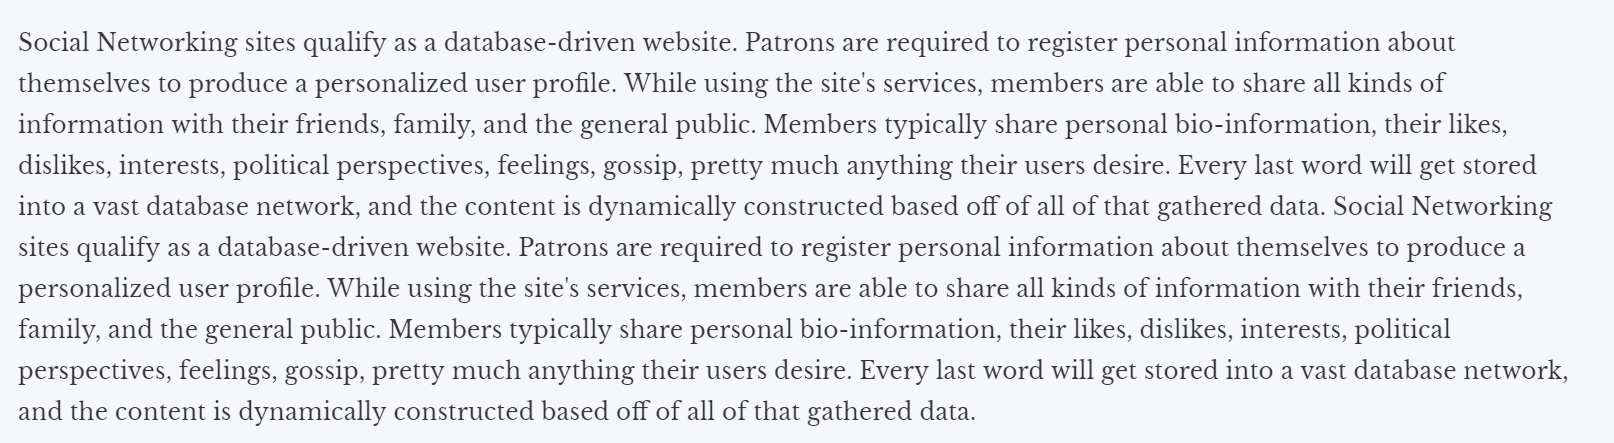 Social Networking sites qualify as a database-driven website. Patrons are required to register personal information about
themselves to produce a personalized user profile. While using the site's services, members are able to share all kinds of
information with their friends, family, and the general public. Members typically share personal bio-information, their likes,
dislikes, interests, political perspectives, feelings, gossip, pretty much anything their users desire. Every last word will get stored
into a vast database network, and the content is dynamically constructed based off of all of that gathered data. Social Networking
sites qualify as a database-driven website. Patrons are required to register personal information about themselves to produce a
personalized user profile. While using the site's services, members are able to share all kinds of information with their friends,
family, and the general public. Members typically share personal bio-information, their likes, dislikes, interests, political
perspectives, feelings, gossip, pretty much anything their users desire. Every last word will get stored into a vast database network,
and the content is dynamically constructed based off of all of that gathered data.